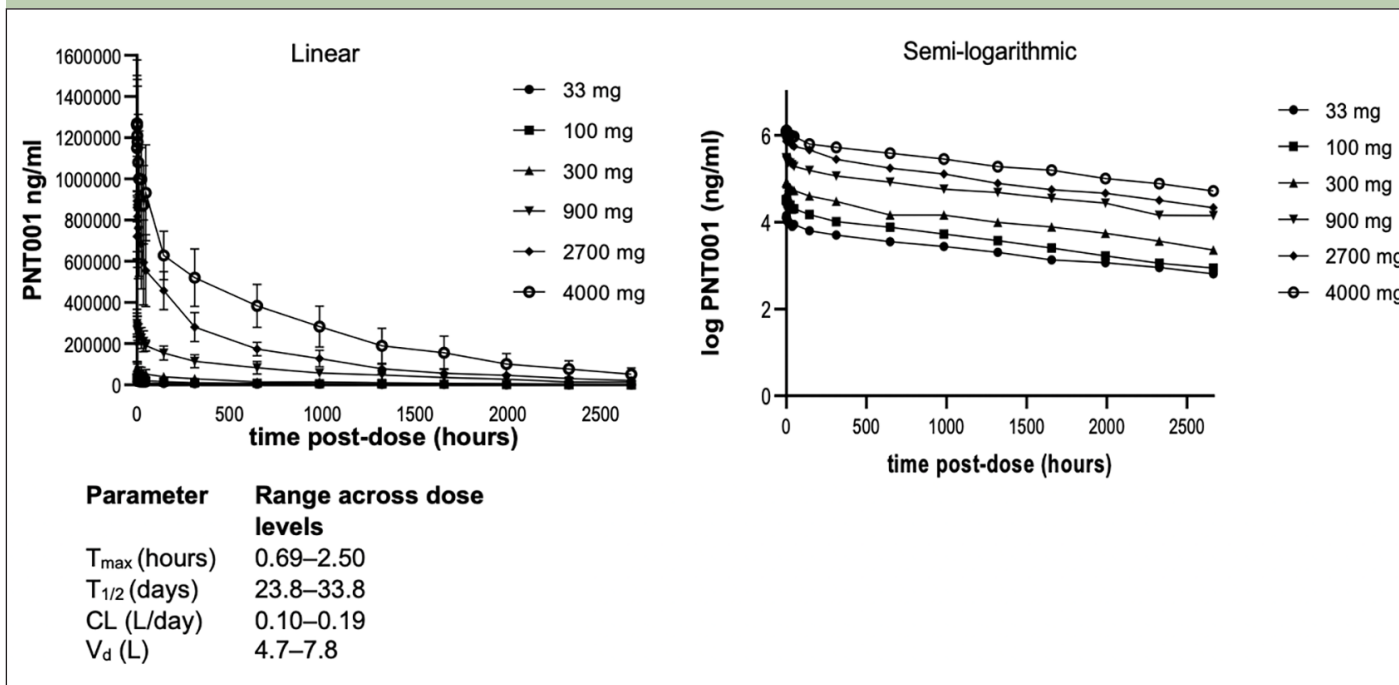 Linear
1600000
1400000
1200000
1000000
800000
600000
400000
200000
0
PNT001 ng/ml
0 500 1000 1500 2000 2500
time post-dose (hours)
33 mg
100 mg
300 mg
900 mg
2700 mg
4000 mg
Semi-logarithmic
6
4
2
0
log PNT001 (ng/ml)
0 500 1000 1500 2000 2500
time post-dose (hours)
33 mg
100 mg
300 mg
900 mg
2700 mg
4000 mg
Parameter Range across dose
levels
Tmax (hours) 0.69–2.50
T1/2 (days) 23.8–33.8
CL (L/day) 0.10–0.19
Vd (L) 4.7–7.8